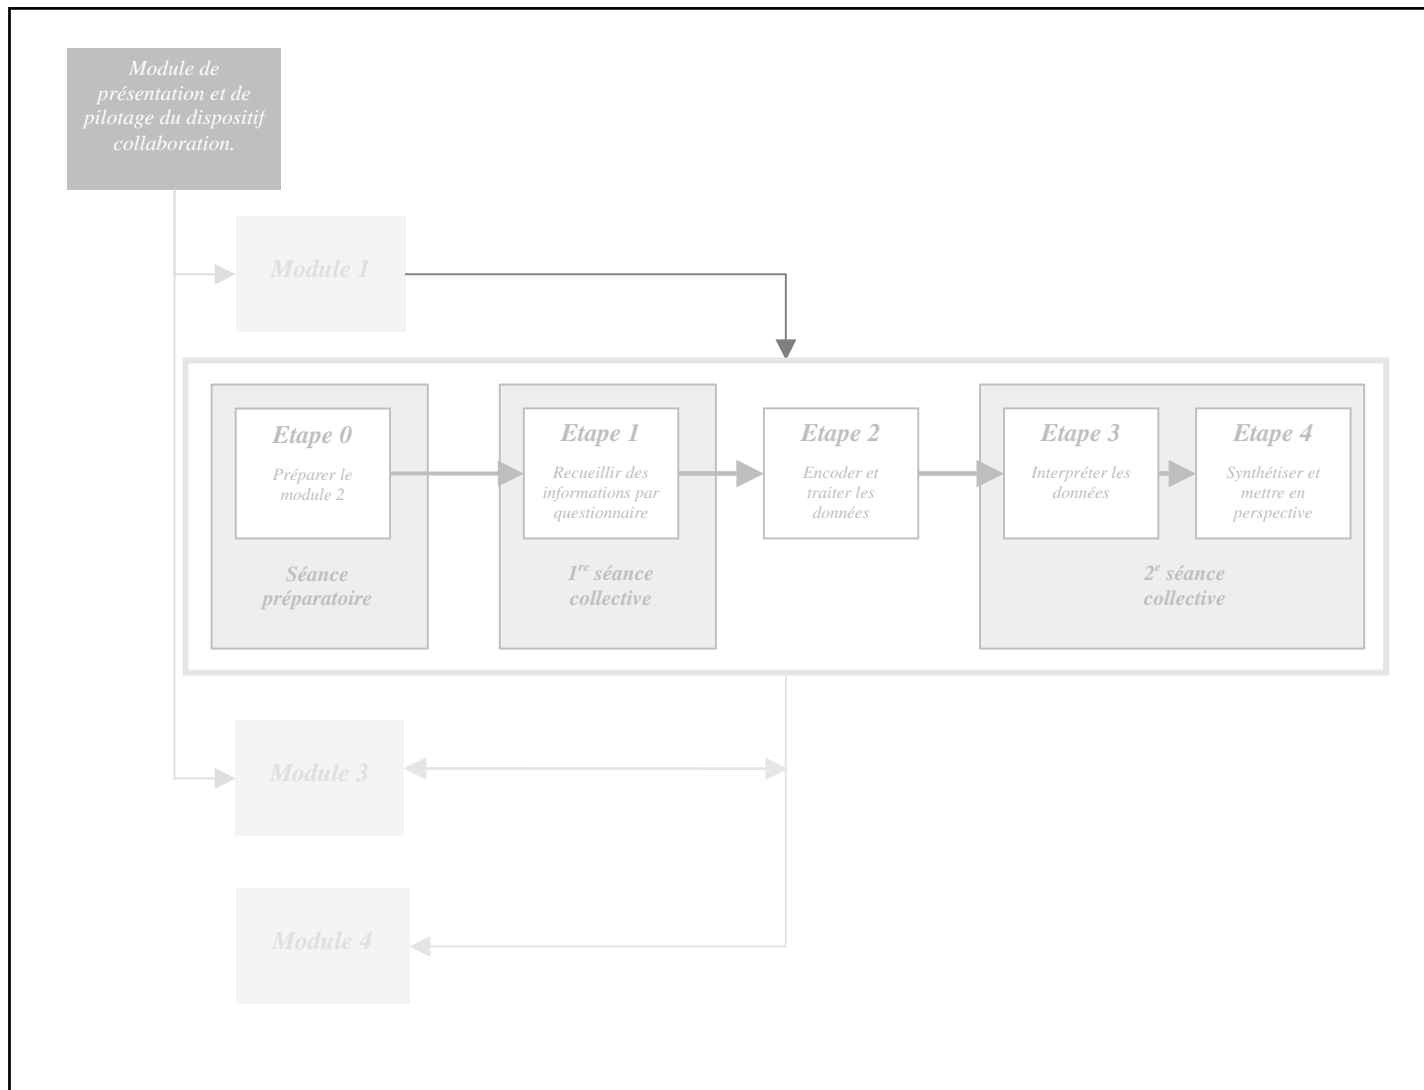 Module de
présentation et de
pilotage du dispositif
collaboration.
Module 1
Etape 0
Préparer le
module 2
Séance
préparatoire
Etape 1
Recueillir des
informations par
questionnaire
1re séance
collective
Etape 2
Encoder et
traiter les
données
Etape 3
Interpréter les
données
Etape 4
Synthétiser et
mettre en
perspective
2e séance
collective
Module 3
Module 4